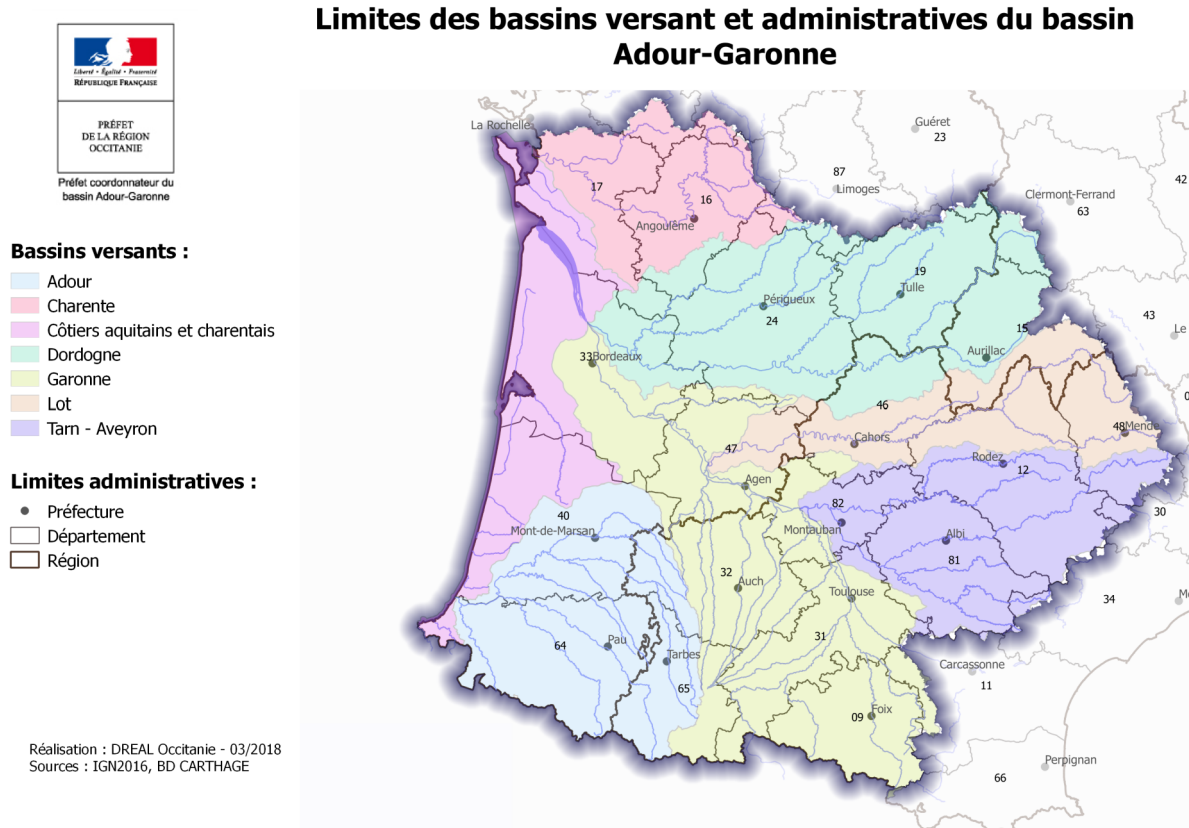 Limites des bassins versant et administratives du bassin
Adour-Garonne
Liberté • Égalité • Fraternité
RÉPUBLIQUE FRANÇAISE
PRÉFET
DE LA RÉGION
OCCITANIE
Préfet coordonnateur du
bassin Adour-Garonne
Bassins versants :
Adour
Charente
Côtiers aquitains et charentais
Dordogne
Garonne
Lot
Tarn - Aveyron
Limites administratives :
Préfecture
Département
Région
Réalisation : DREAL Occitanie - 03/2018
Sources : IGN2016, BD CARTHAGE
La Rochelle
Guéret
23
87
Limoges
42
Clermont-Ferrand
63
17
16
Angoulême
19
Tulle
Périgueux
24
43
Le
15
Aurillac
33
Bordeaux
0
46
48
Mende
Cahors
47
Rodez
12
Agen
82
30
40
Mont-de-Marsan
Montauban
Albi
81
32
Auch
Toulouse
34
Mo
31
64
Pau
Tarbes
65
Carcassonne
11
09
Foix
Perpignan
66